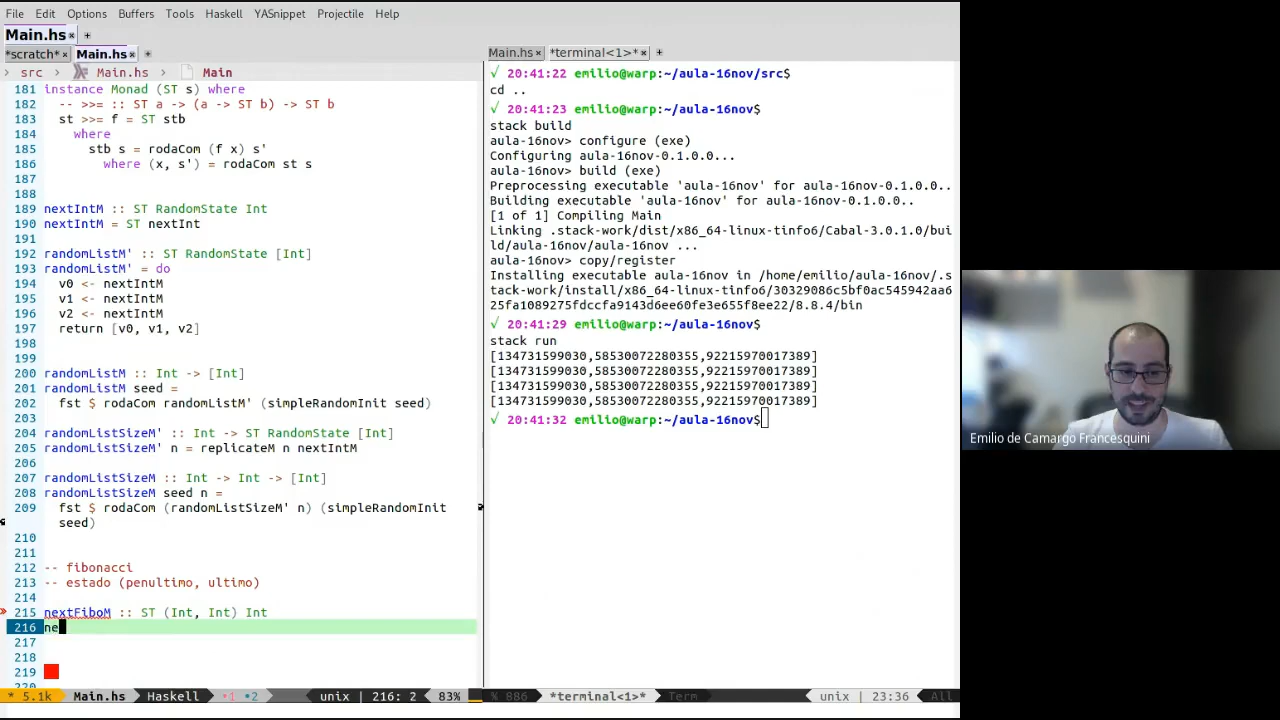 File Edit Options Buffers Tools Haskell YASnippet Projectile Help
Main.hs × +
*scratch* × Main.hs × +
> src > Main.hs > Main
181 instance Monad (ST s) where
182 -- >>= :: ST a -> (a -> ST b) -> ST b
183 st >>= f = ST stb
184 where
185 stb s = rodaCom (f x) s'
186 where (x, s') = rodaCom st s
187
188
189 nextIntM :: ST RandomState Int
190 nextIntM = ST nextInt
191
192 randomListM' :: ST RandomState [Int]
193 randomListM' = do
194 v0 <- nextIntM
195 v1 <- nextIntM
196 v2 <- nextIntM
197 return [v0, v1, v2]
198
199
200 randomListM :: Int -> [Int]
201 randomListM seed =
202 fst $ rodaCom randomListM' (simpleRandomInit seed)
203
204 randomListSizeM' :: Int -> ST RandomState [Int]
205 randomListSizeM' n = replicateM n nextIntM
206
207 randomListSizeM :: Int -> Int -> [Int]
208 randomListSizeM seed n =
209 fst $ rodaCom (randomListSizeM' n) (simpleRandomInit
seed)
210
211
212 -- fibonacci
213 -- estado (penultimo, ultimo)
214
215 nextFiboM :: ST (Int, Int) Int
216 ne
217
218
219
220
* 5.1k Main.hs Haskell •1 •2 unix | 216: 2 83%
Main.hs × *terminal<1>* × +
√ 20:41:22 emilio@warp:~/aula-16nov/src$
cd ..
√ 20:41:23 emilio@warp:~/aula-16nov$
stack build
aula-16nov> configure (exe)
Configuring aula-16nov-0.1.0.0...
aula-16nov> build (exe)
Preprocessing executable 'aula-16nov' for aula-16nov-0.1.0.0..
Building executable 'aula-16nov' for aula-16nov-0.1.0.0..
[1 of 1] Compiling Main
Linking .stack-work/dist/x86_64-linux-tinfo6/Cabal-3.0.1.0/bui
ld/aula-16nov/aula-16nov ...
aula-16nov> copy/register
Installing executable aula-16nov in /home/emilio/aula-16nov/.s
tack-work/install/x86_64-linux-tinfo6/30329086c5bf0ac545942aa6
25fa1089275fdccfa9143d6ee60fe3e655f8ee22/8.8.4/bin
√ 20:41:29 emilio@warp:~/aula-16nov$
stack run
[134731599030,58530072280355,92215970017389]
[134731599030,58530072280355,92215970017389]
[134731599030,58530072280355,92215970017389]
[134731599030,58530072280355,92215970017389]
√ 20:41:32 emilio@warp:~/aula-16nov$
% 886 *terminal<1>* Term unix | 23:36 All
Emilio de Camargo Francesquini